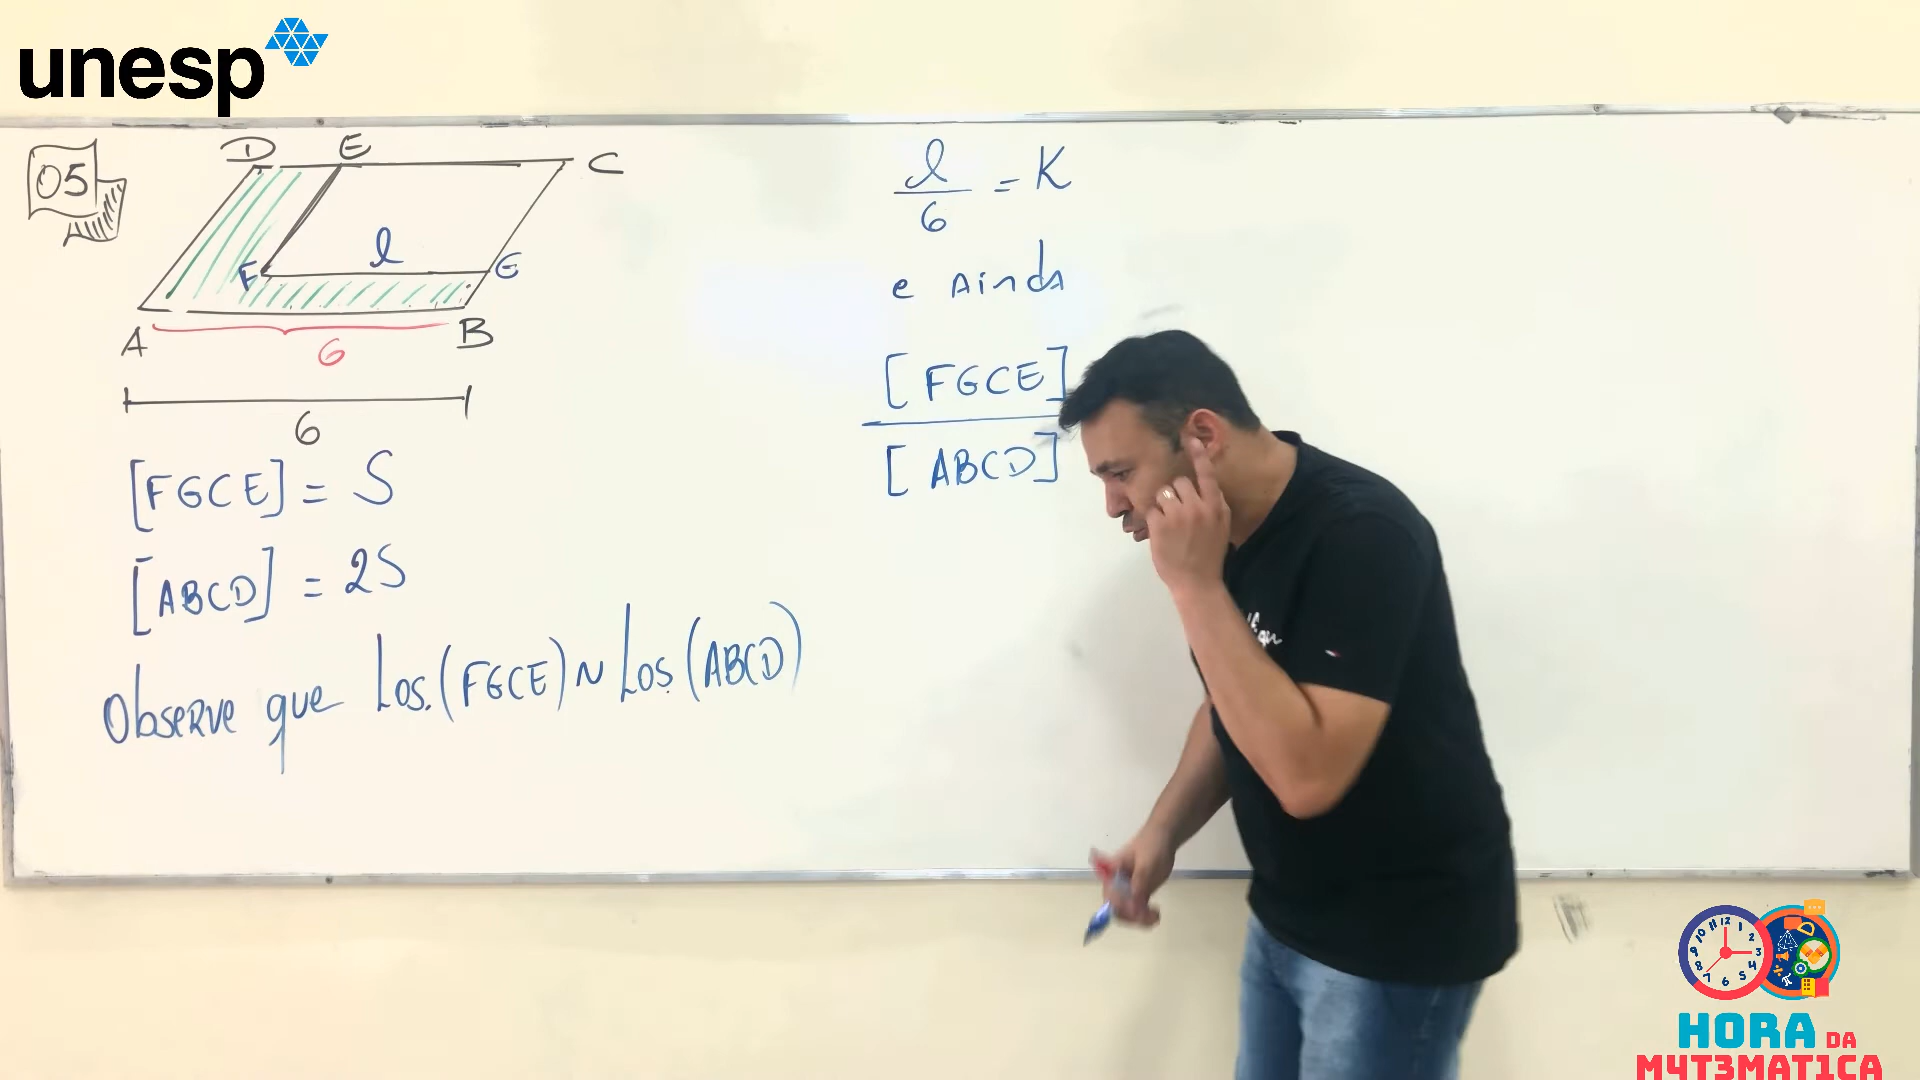 unesp
05
D E C
l
F G
A B
6
6
[FGCE] = S
[ABCD] = 2S
Observe que Los.(FGCE) ~ Los.(ABCD)
l
6
= K
e Ainda
[FGCE]
[ABCD]
HORA DA
M4T3MAT1CA